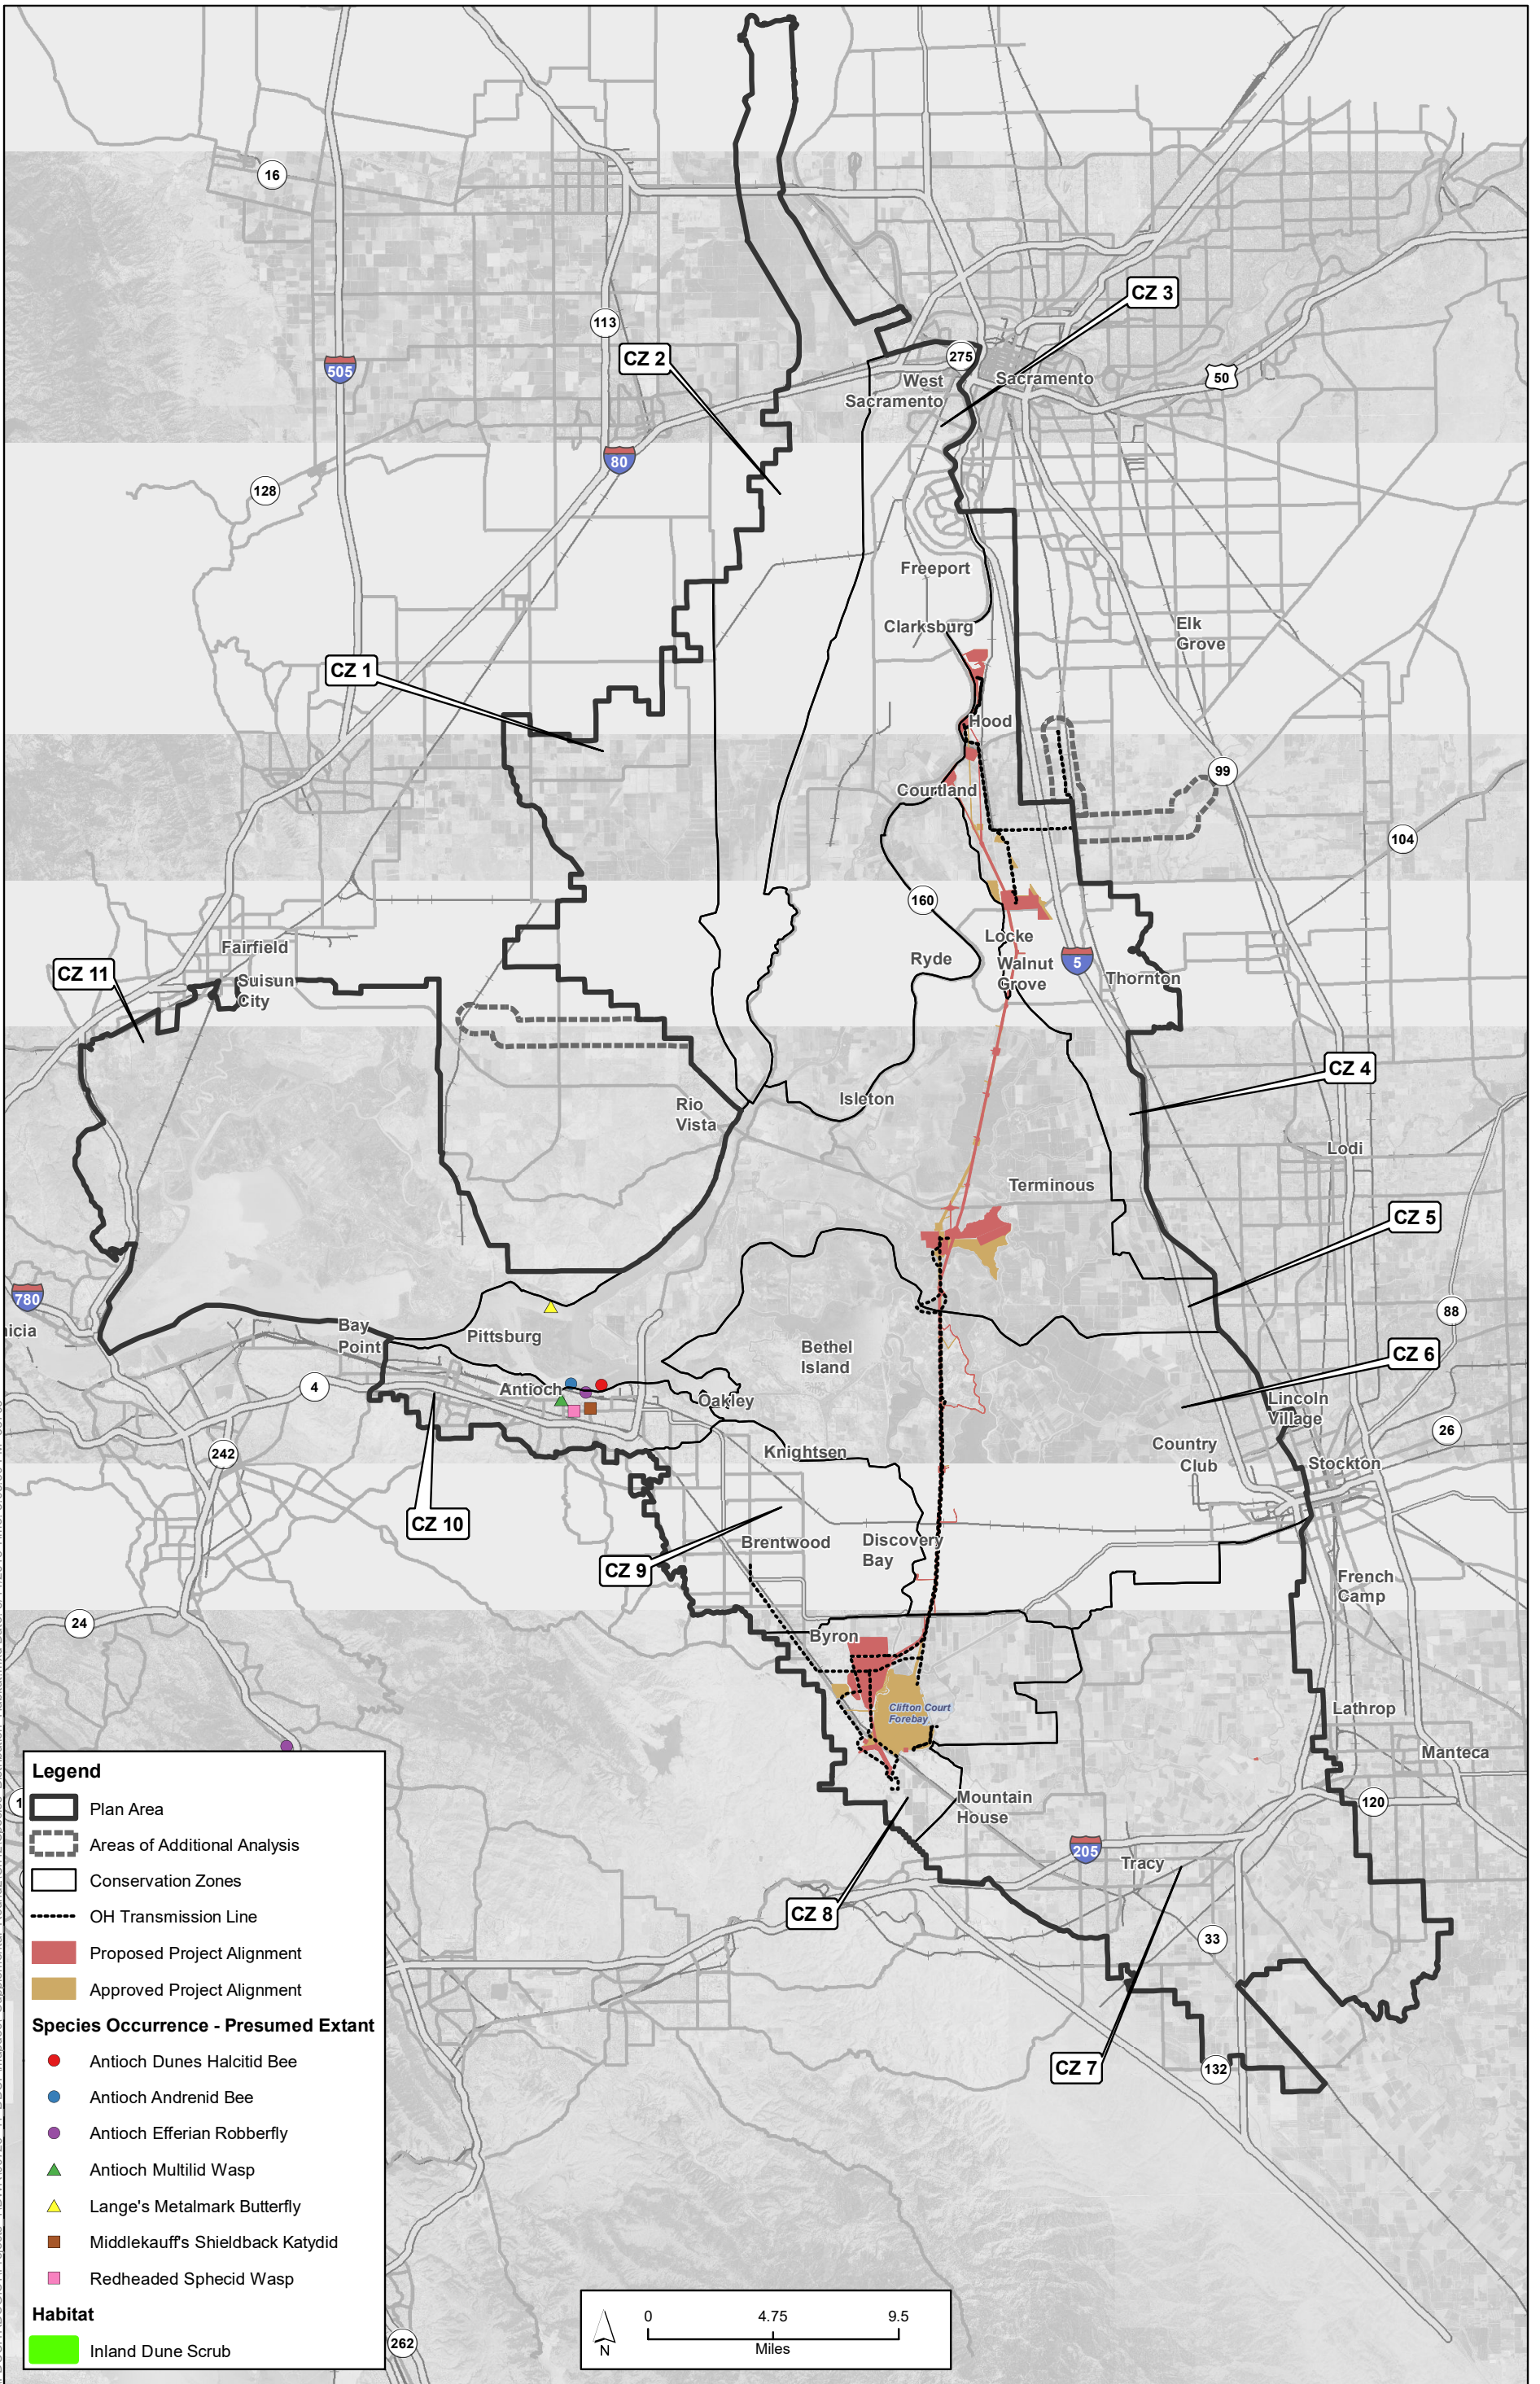 16
CZ 3
113
CZ 2
275
505
West
Sacramento
Sacramento
50
80
128
Freeport
Clarksburg
Elk
Grove
CZ 1
Hood
99
Courtland
104
160
Fairfield
Locke
CZ 11
Ryde
Walnut
Grove
5
Thornton
Suisun
City
CZ 4
Isleton
Rio
Vista
Lodi
Terminous
CZ 5
780
88
nicia
Bay
Point
Pittsburg
Bethel
Island
CZ 6
4
Antioch
Oakley
Lincoln
Village
26
242
Knightsen
Country
Club
Stockton
CZ 10
Brentwood
Discovery
Bay
CZ 9
French
Camp
24
Byron
Clifton Court
Forebay
Lathrop
Manteca
Mountain
House
120
205
Tracy
CZ 8
33
CZ 7
132
Legend
Plan Area
Areas of Additional Analysis
Conservation Zones
OH Transmission Line
Proposed Project Alignment
Approved Project Alignment
Species Occurrence - Presumed Extant
Antioch Dunes Halcitid Bee
Antioch Andrenid Bee
Antioch Efferian Robberfly
Antioch Multilid Wasp
Lange's Metalmark Butterfly
Middlekauff's Shieldback Katydid
Redheaded Sphecid Wasp
Habitat
Inland Dune Scrub
262
0 4.75 9.5
Miles
N